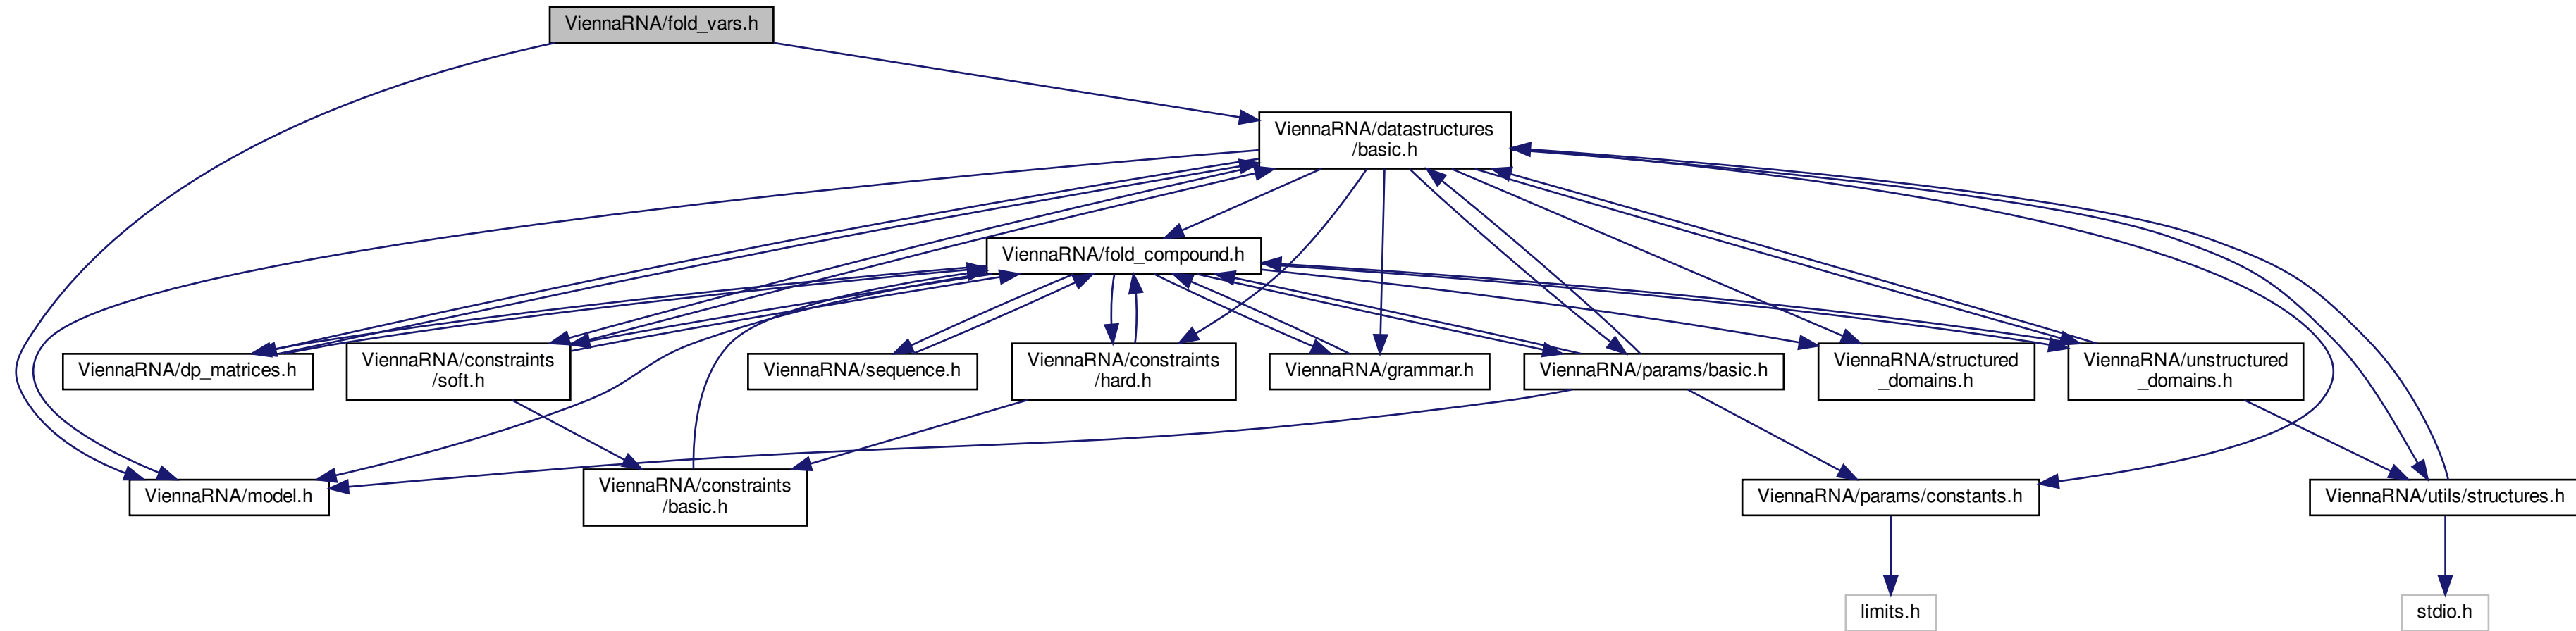 ViennaRNA/fold_vars.h
ViennaRNA/datastructures
/basic.h
ViennaRNA/fold_compound.h
ViennaRNA/dp_matrices.h
ViennaRNA/constraints
/soft.h
ViennaRNA/sequence.h
ViennaRNA/constraints
/hard.h
ViennaRNA/grammar.h
ViennaRNA/params/basic.h
ViennaRNA/structured
_domains.h
ViennaRNA/unstructured
_domains.h
ViennaRNA/model.h
ViennaRNA/constraints
/basic.h
ViennaRNA/params/constants.h
ViennaRNA/utils/structures.h
limits.h
stdio.h